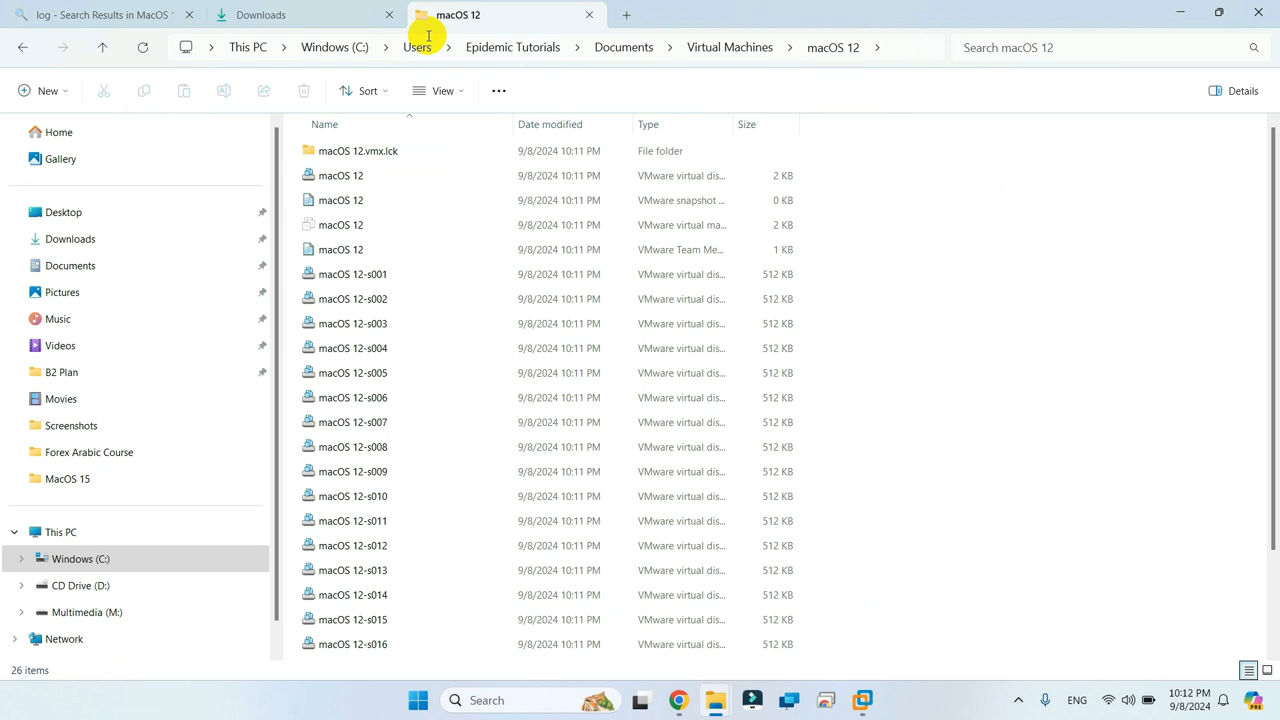 log - Search Results in MacOS
Downloads
macOS 12
This PC
Windows (C:)
Users
Epidemic Tutorials
Documents
Virtual Machines
macOS 12
Search macOS 12
New
Sort
View
Details
Name
Date modified
Type
Size
macOS 12.vmx.lck 9/8/2024 10:11 PM File folder
macOS 12 9/8/2024 10:11 PM VMware virtual dis... 2 KB
macOS 12 9/8/2024 10:11 PM VMware snapshot ... 0 KB
macOS 12 9/8/2024 10:11 PM VMware virtual ma... 2 KB
macOS 12 9/8/2024 10:11 PM VMware Team Me... 1 KB
macOS 12-s001 9/8/2024 10:11 PM VMware virtual dis... 512 KB
macOS 12-s002 9/8/2024 10:11 PM VMware virtual dis... 512 KB
macOS 12-s003 9/8/2024 10:11 PM VMware virtual dis... 512 KB
macOS 12-s004 9/8/2024 10:11 PM VMware virtual dis... 512 KB
macOS 12-s005 9/8/2024 10:11 PM VMware virtual dis... 512 KB
macOS 12-s006 9/8/2024 10:11 PM VMware virtual dis... 512 KB
macOS 12-s007 9/8/2024 10:11 PM VMware virtual dis... 512 KB
macOS 12-s008 9/8/2024 10:11 PM VMware virtual dis... 512 KB
macOS 12-s009 9/8/2024 10:11 PM VMware virtual dis... 512 KB
macOS 12-s010 9/8/2024 10:11 PM VMware virtual dis... 512 KB
macOS 12-s011 9/8/2024 10:11 PM VMware virtual dis... 512 KB
macOS 12-s012 9/8/2024 10:11 PM VMware virtual dis... 512 KB
macOS 12-s013 9/8/2024 10:11 PM VMware virtual dis... 512 KB
macOS 12-s014 9/8/2024 10:11 PM VMware virtual dis... 512 KB
macOS 12-s015 9/8/2024 10:11 PM VMware virtual dis... 512 KB
macOS 12-s016 9/8/2024 10:11 PM VMware virtual dis... 512 KB
Home
Gallery
Desktop
Downloads
Documents
Pictures
Music
Videos
B2 Plan
Movies
Screenshots
Forex Arabic Course
MacOS 15
This PC
Windows (C:)
CD Drive (D:)
Multimedia (M:)
Network
26 items
Search
ENG
10:12 PM
9/8/2024
PRE